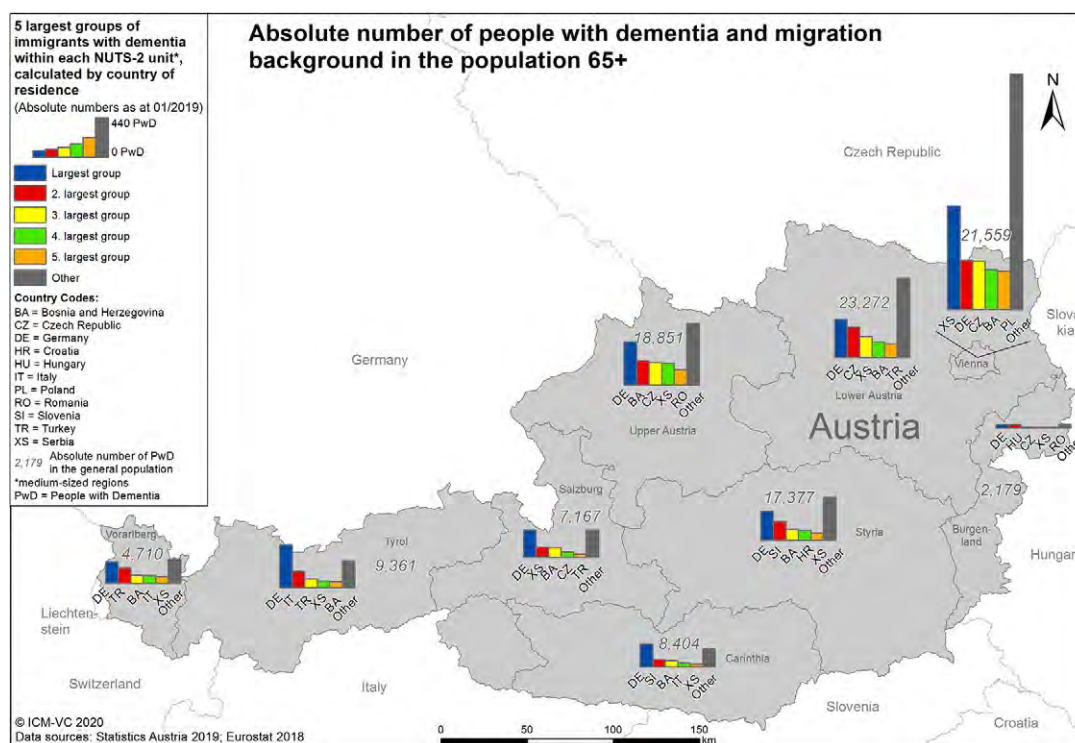 5 largest groups of
immigrants with dementia
within each NUTS-2 unit*,
calculated by country of
residence
(Absolute numbers as at 01/2019)
440 PwD
0 PwD
Largest group
2. largest group
3. largest group
4. largest group
5. largest group
Other
Country Codes:
BA = Bosnia and Herzegovina
CZ = Czech Republic
DE = Germany
HR = Croatia
HU = Hungary
IT = Italy
PL = Poland
RO = Romania
SI = Slovenia
TR = Turkey
XS = Serbia
2,179 Absolute number of PwD
in the general population
*medium-sized regions
PwD = People with Dementia
Absolute number of people with dementia and migration
background in the population 65+
N
Czech Republic
21,559
XS DE CZ BA PL Other
Vienna
Slova
kia
23,272
DE CZ XS BA TR Other
Lower Austria
18,851
DE BA CZ XS RO Other
Upper Austria
Germany
Austria
DE HU CZ XS RO Other
2,179
Burgen-
land
Hungary
Salzburg
7,167
DE XS BA CZ TR Other
17,377
DE SI BA HR XS Other
Styria
Vorarlberg
4,710
DE TR BA IT XS Other
Tyrol
9,361
DE IT TR XS BA Other
Liechten-
stein
8,404
DE SI BA IT XS Other
Carinthia
Switzerland
Italy
Slovenia
Croatia
© ICM-VC 2020
Data sources: Statistics Austria 2019; Eurostat 2018
0 50 100 150
km